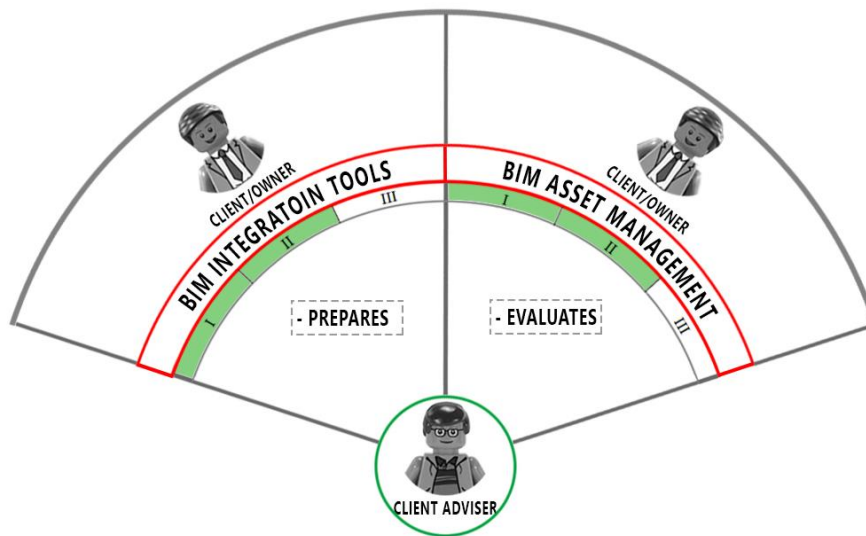 CLIENT/OWNER
BIM INTEGRATOIN TOOLS
I
II
III
CLIENT/OWNER
BIM ASSET MANAGEMENT
I
II
III
- PREPARES
- EVALUATES
CLIENT ADVISER